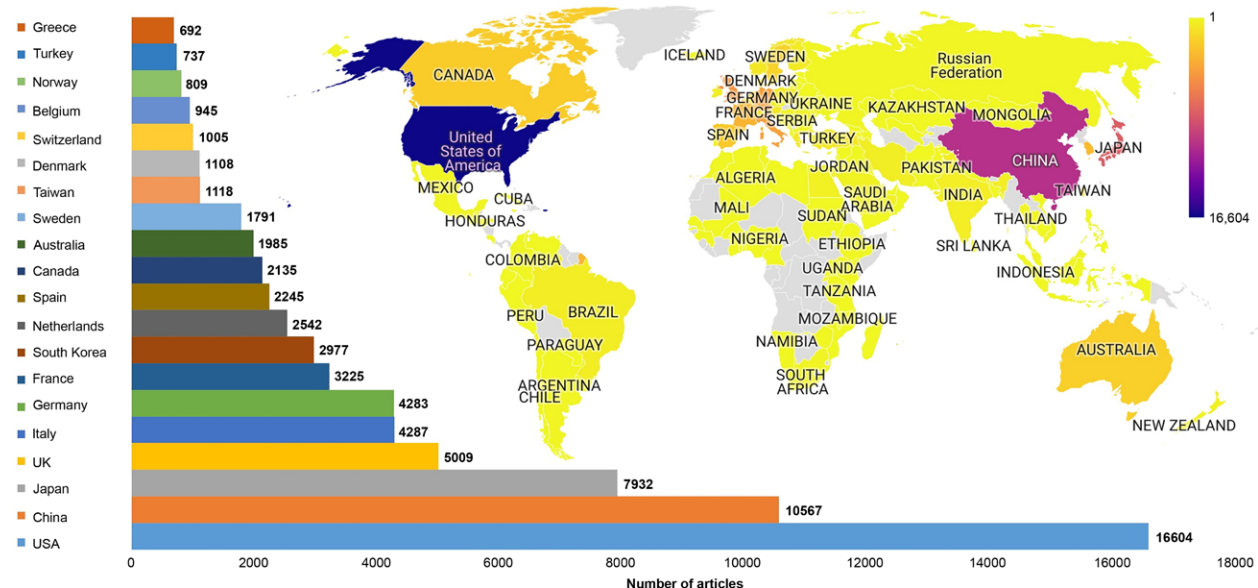 Greece 692
Turkey 737
Norway 809
Belgium 945
Switzerland 1005
Denmark 1108
Taiwan 1118
Sweden 1791
Australia 1985
Canada 2135
Spain 2245
Netherlands 2542
South Korea 2977
France 3225
Germany 4283
Italy 4287
UK 5009
Japan 7932
China 10567
USA 16604
0 2000 4000 6000 8000 10000 12000 14000 16000 18000
Number of articles
CANADA
United
States of
America
MEXICO
CUBA
HONDURAS
COLOMBIA
PERU
BRAZIL
PARAGUAY
ARGENTINA
CHILE
ICELAND
SWEDEN
DENMARK
GERMANY
UKRAINE
FRANCE
SERBIA
SPAIN
TURKEY
Russian
Federation
KAZAKHSTAN
MONGOLIA
JAPAN
CHINA
TAIWAN
ALGERIA
JORDAN
PAKISTAN
MALI
SAUDI
ARABIA
INDIA
SUDAN
THAILAND
NIGERIA
ETHIOPIA
SRI LANKA
UGANDA
INDONESIA
TANZANIA
MOZAMBIQUE
NAMIBIA
SOUTH
AFRICA
AUSTRALIA
NEW ZEALAND
1
16,604